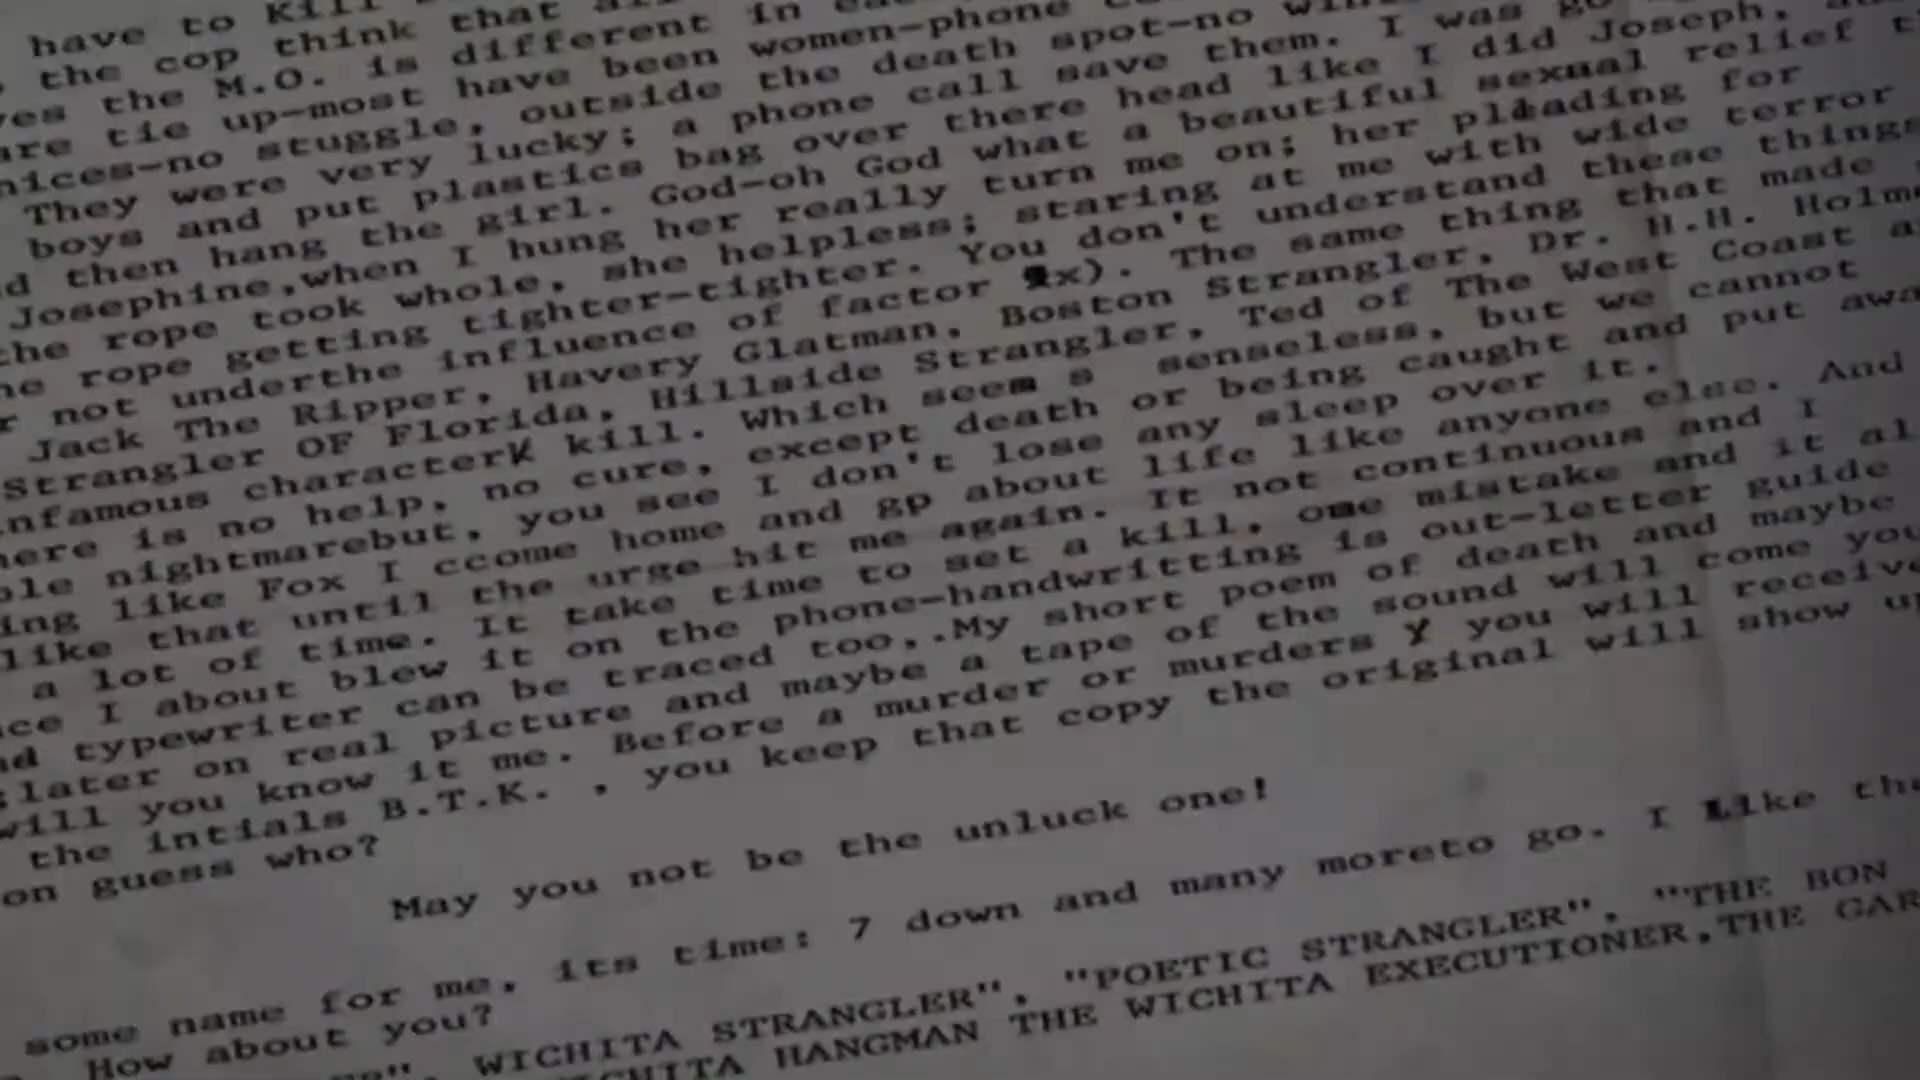 have to Kill
the cop think that
the M.O. is different in
are tie up-most have been women-phone
no stuggle, outside the death spot-no
They were very lucky; a phone call save them. I was
boys and put plastics bag over there head like I did Joseph,
then hang the girl. God-oh God what a beautiful sexual relief
Josephine,when I hung her really turn me on; her pleading for
the rope took whole, she helpless; staring at me with wide terror
rope getting tighter-tighter. You don't understand these things
not underthe influence of factor x). The same thing that made
Jack The Ripper, Havery Glatman, Boston Strangler, Dr. H.H. Holm
Strangler OF Florida, Hillside Strangler, Ted of The West Coast
nfamous character kill. Which seem s senseless, but we cannot
here is no help, no cure, except death or being caught and put awa
nightmarebut, you see I don't lose any sleep over it.
ing like Fox I ccome home and gp about life like anyone else. And
like that until the urge hit me again. It not continuous and I
a lot of time. It take time to set a kill, one mistake and it al
I about blew it on the phone-handwritting is out-letter guide
typewriter can be traced too,.My short poem of death and maybe
later on real picture and maybe a tape of the sound will come you
will you know it me. Before a murder or murders y you will receive
the intials B.T.K. , you keep that copy the original will show up
on guess who?
May you not be the unluck one!
some name for me, its time: 7 down and many moreto go. I Like the
How about you?
WICHITA STRANGLER", "POETIC STRANGLER", "THE BON
HANGMAN THE WICHITA EXECUTIONER,THE GAR